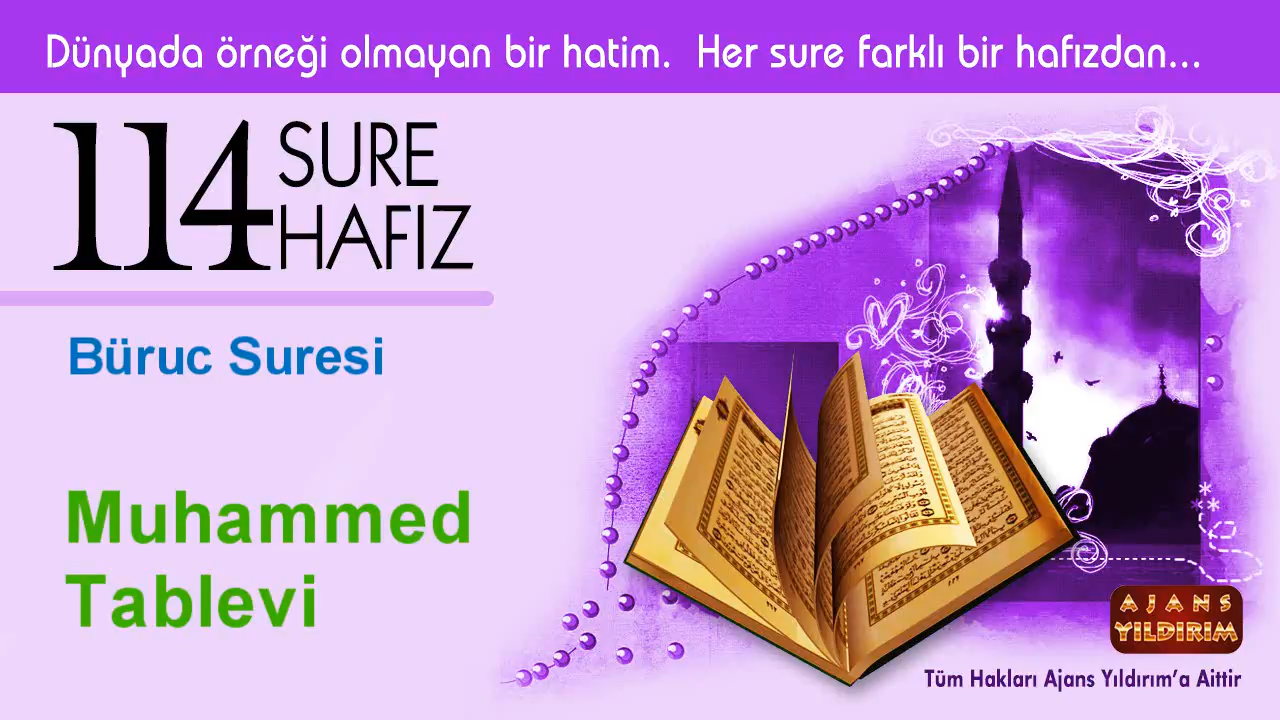 Dünyada örneği olmayan bir hatim. Her sure farklı bir hafızdan...
114 SURE
HAFIZ
Büruc Suresi
Muhammed
Tablevi
AJANS
YILDIRIM
Tüm Hakları Ajans Yıldırım'a Aittir